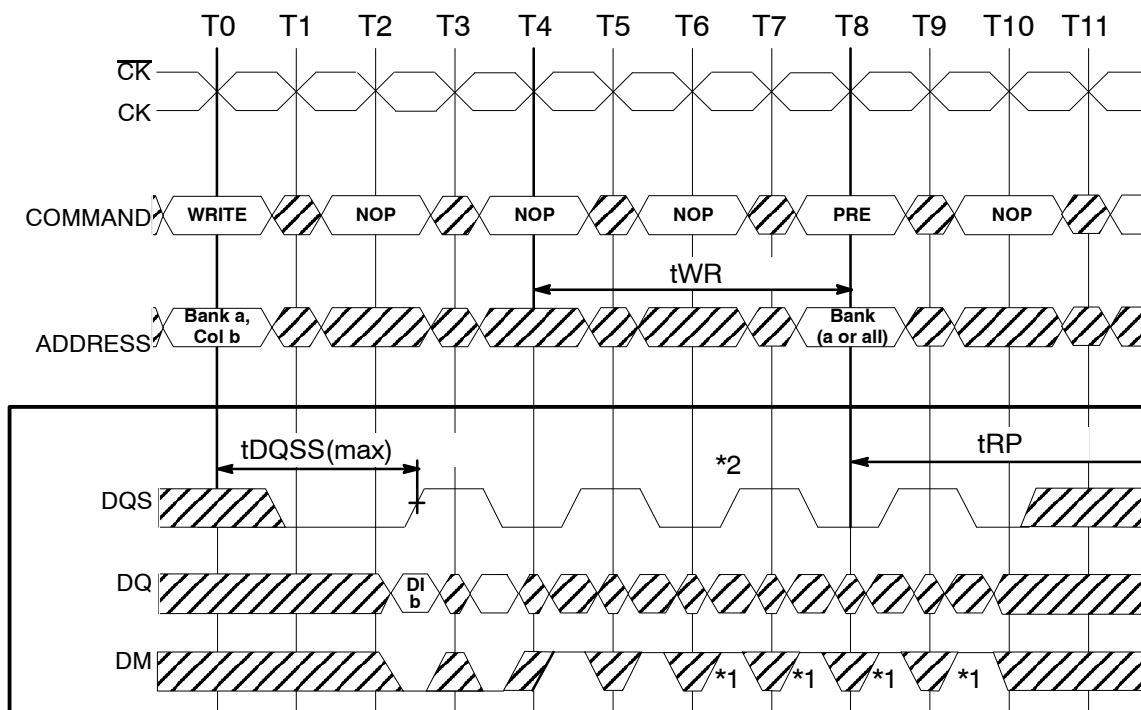 T0 T1 T2 T3 T4 T5 T6 T7 T8 T9 T10 T11
CK
CK
COMMAND WRITE NOP NOP NOP PRE NOP
tWR
ADDRESS Bank a, Col b Bank (a or all)
tDQSS(max) *2 tRP
DQS
DQ DI b
DM *1 *1 *1 *1